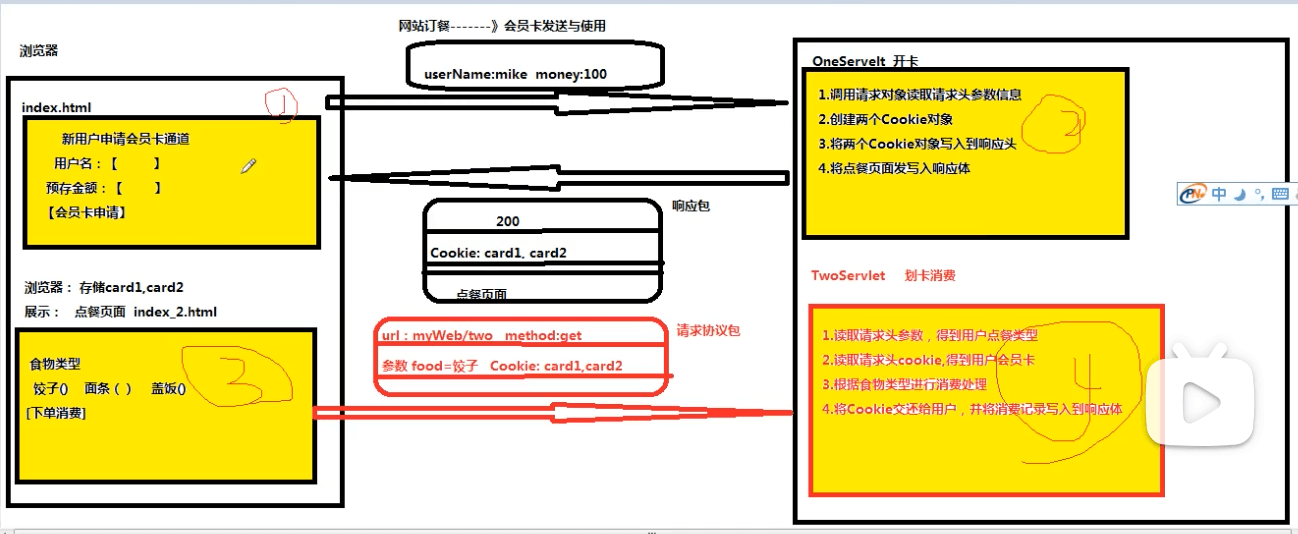 网站订餐-------》会员卡发送与使用
浏览器
userName:mike money:100
index.html
1
新用户申请会员卡通道
用户名:【 】
预存金额:【 】
【会员卡申请】
OneServelt 开卡
1.调用请求对象读取请求头参数信息
2.创建两个Cookie对象
3.将两个Cookie对象写入到响应头
4.将点餐页面发写入响应体
2
响应包
200
Cookie: card1, card2
点餐页面
浏览器: 存储card1,card2
展示: 点餐页面 index_2.html
食物类型
饺子() 面条 ( ) 盖饭()
[下单消费]
3
请求协议包
url : myWeb/two method:get
参数 food=饺子 Cookie: card1,card2
TwoServlet 划卡消费
1.读取请求头参数,得到用户点餐类型
2.读取请求头cookie,得到用户会员卡
3.根据食物类型进行消费处理
4.将Cookie交还给用户,并将消费记录写入到响应体
4
中